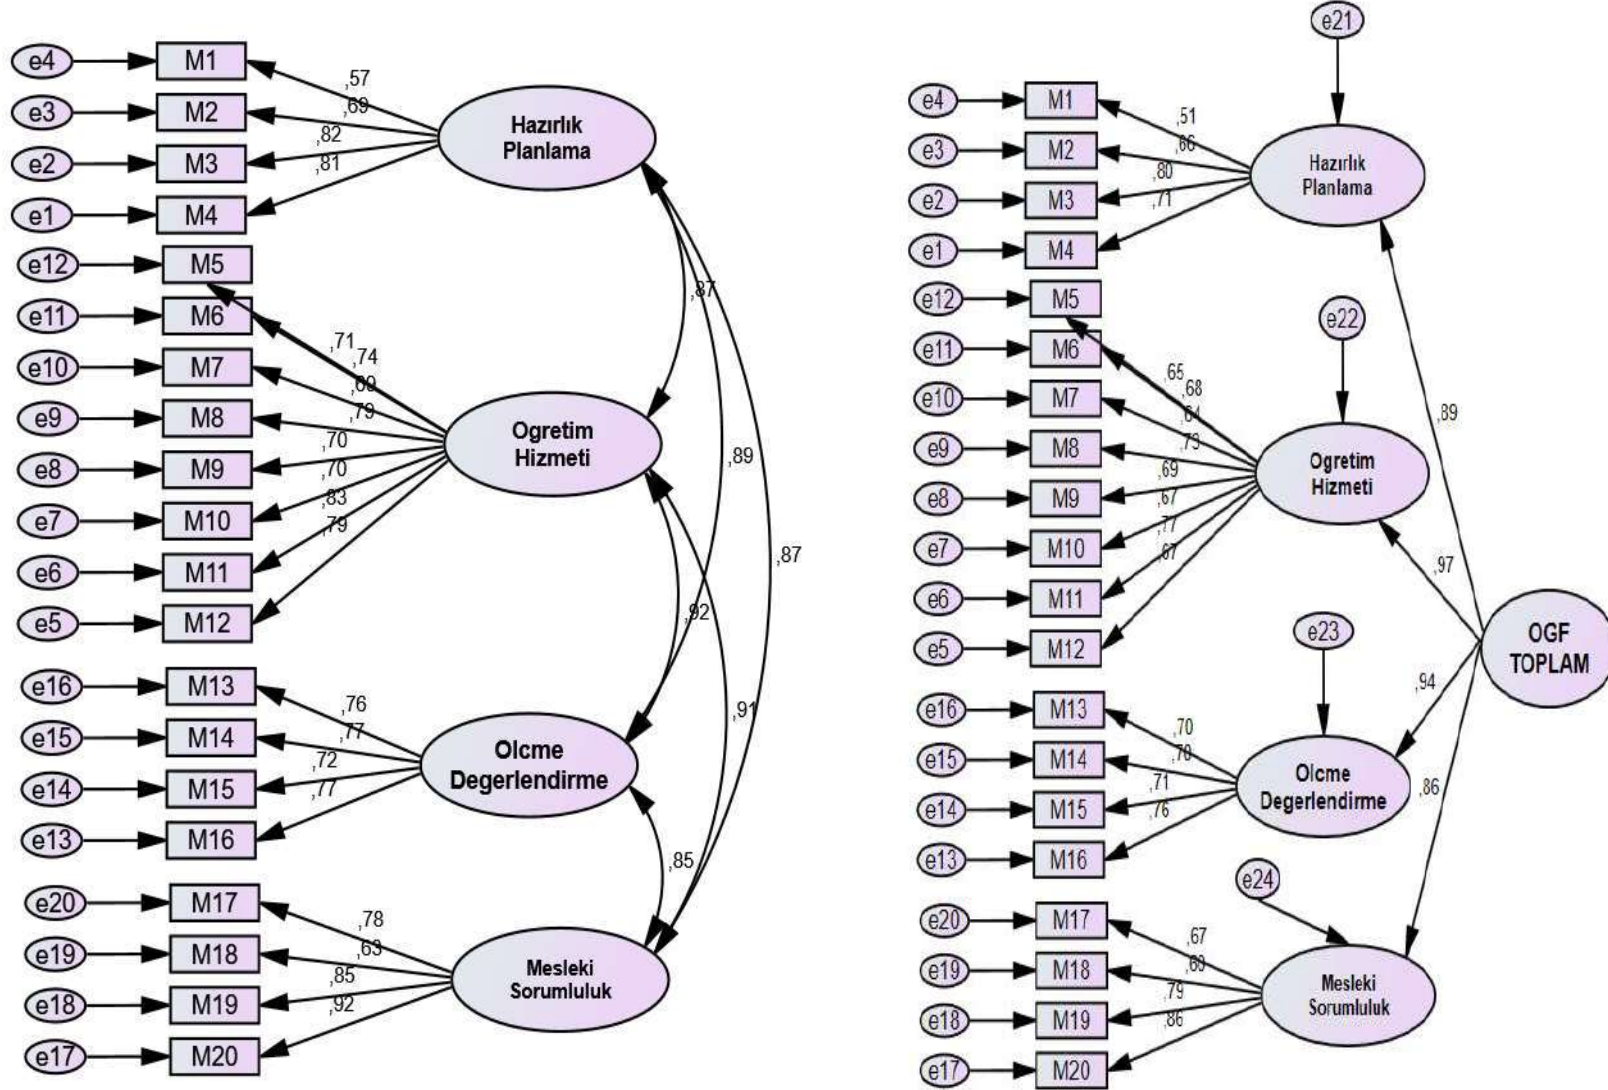 e4
M1
,57
e3
M2
,69
e2
M3
,82
e1
M4
,81
Hazırlık
Planlama
e12
M5
,71
e11
M6
,74
e10
M7
,69
e9
M8
,79
e8
M9
,70
e7
M10
,70
e6
M11
,83
e5
M12
,79
Ogretim
Hizmeti
e16
M13
,76
e15
M14
,77
e14
M15
,72
e13
M16
,77
Olcme
Degerlendirme
e20
M17
,78
e19
M18
,63
e18
M19
,85
e17
M20
,92
Mesleki
Sorumluluk
,87
,89
,87
,92
,91
,85
e21
e4
M1
,51
e3
M2
,66
e2
M3
,80
e1
M4
,71
Hazırlık
Planlama
e22
e12
M5
,65
e11
M6
,68
e10
M7
,64
e9
M8
,73
e8
M9
,69
e7
M10
,67
e6
M11
,77
e5
M12
,67
Ogretim
Hizmeti
e23
e16
M13
,70
e15
M14
,70
e14
M15
,71
e13
M16
,76
Olcme
Degerlendirme
e24
e20
M17
,67
e19
M18
,60
e18
M19
,79
e17
M20
,86
Mesleki
Sorumluluk
,89
,97
,94
,86
OGF
TOPLAM